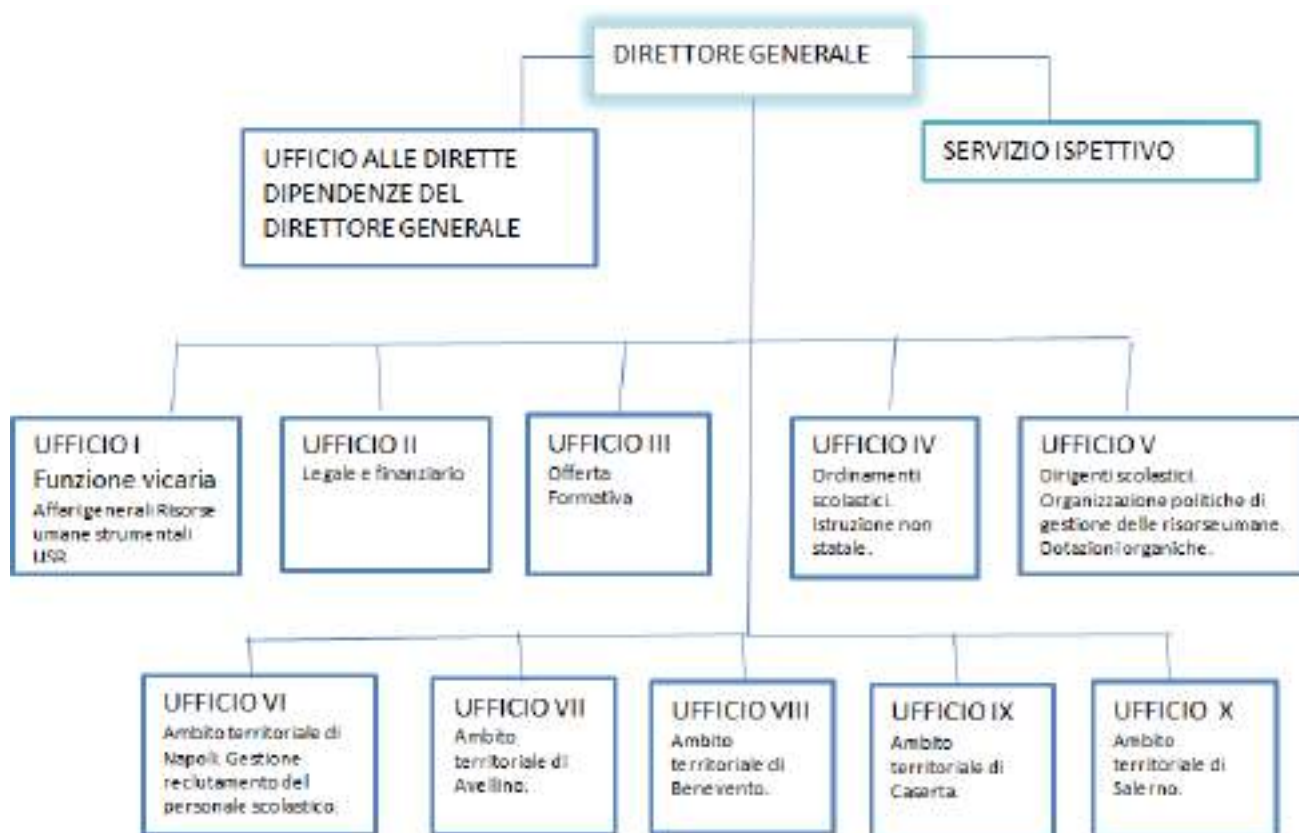 DIRETTORE GENERALE
UFFICIO ALLE DIRETTE
DIPENDENZE DEL
DIRETTORE GENERALE
SERVIZIO ISPETTIVO
UFFICIO I
Funzione vicaria
Affari generali Risorse
umane strumentali
USR
UFFICIO II
Legale e finanziario
UFFICIO III
Offerta
Formativa
UFFICIO IV
Ordinamenti
scolastici.
Istruzione non
statale.
UFFICIO V
Dirigenti scolastici.
Organizzazione politiche di
gestione delle risorse umane.
Dotazioni organiche.
UFFICIO VI
Ambito territoriale di
Napoli. Gestione
reclutamento del
personale scolastico.
UFFICIO VII
Ambito
territoriale di
Avellino.
UFFICIO VIII
Ambito
territoriale di
Benevento.
UFFICIO IX
Ambito
territoriale di
Caserta.
UFFICIO X
Ambito
territoriale di
Salerno.